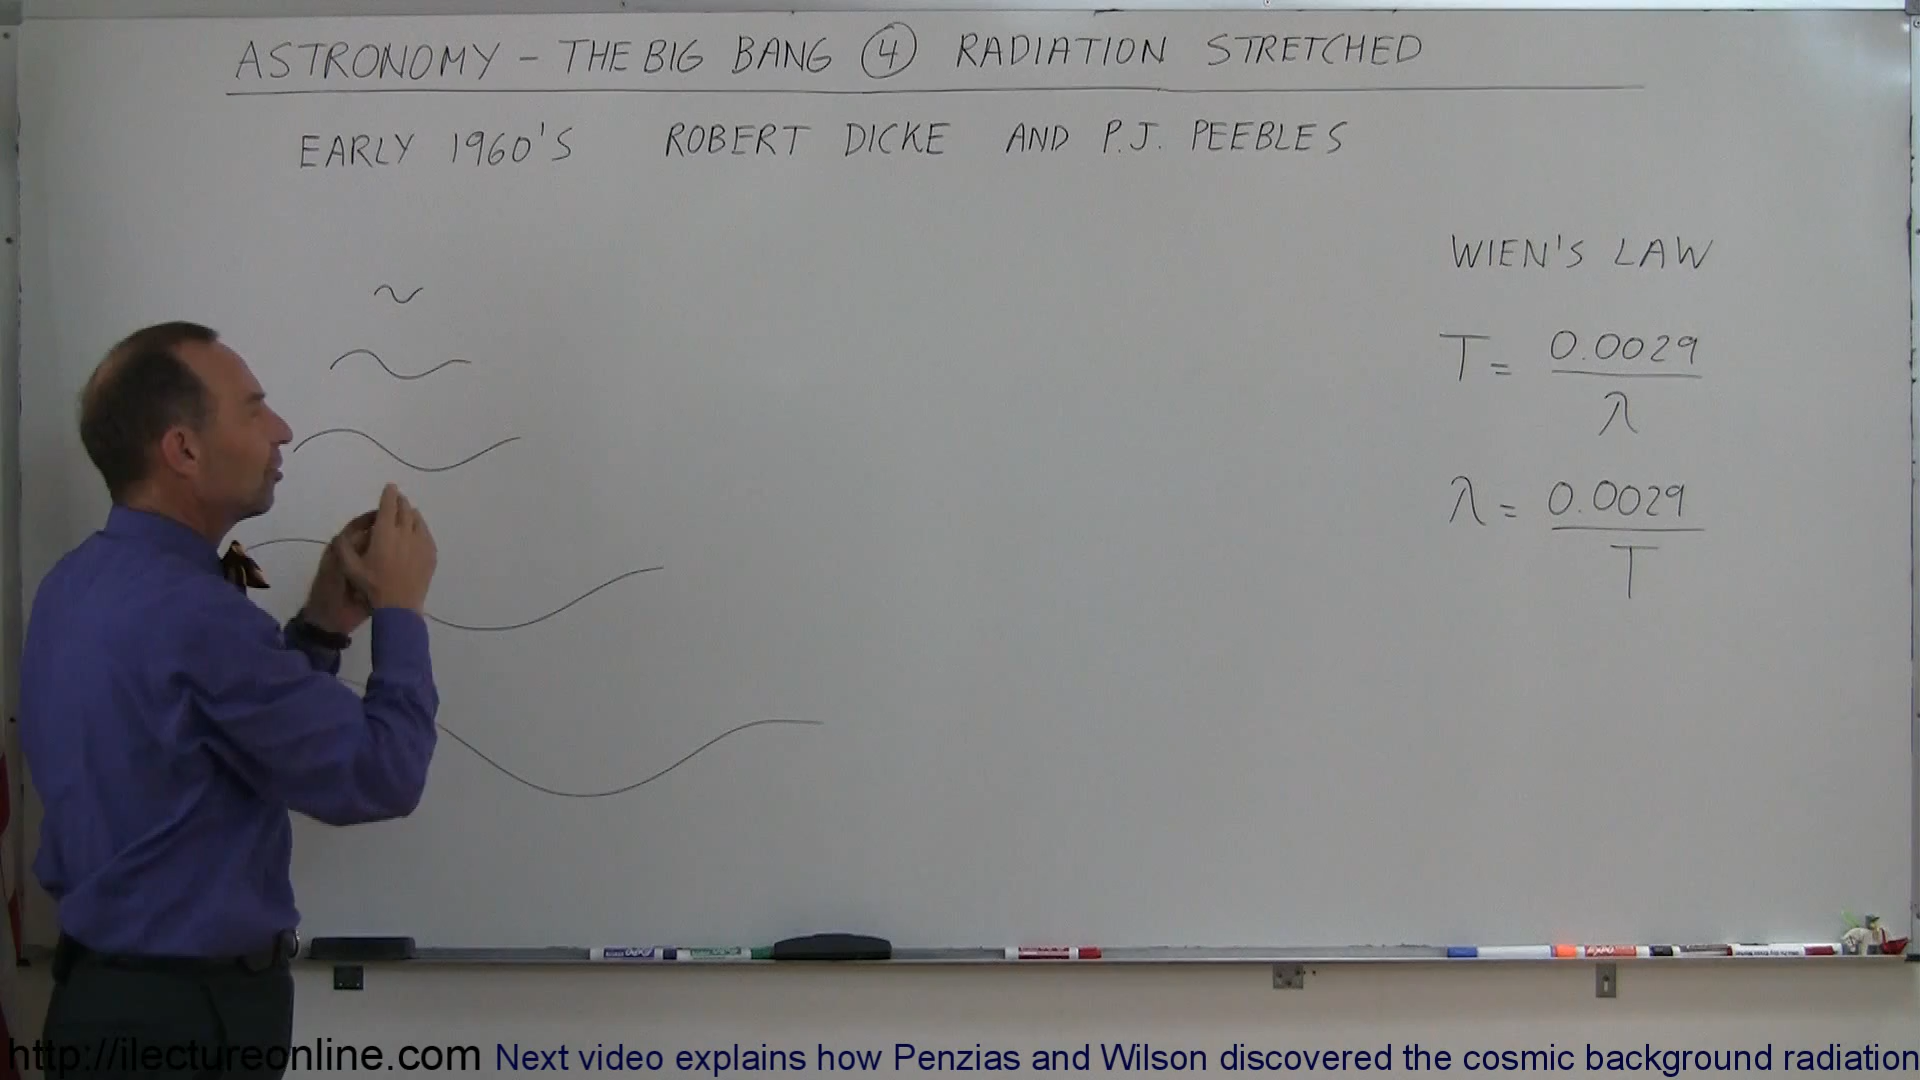 ASTRONOMY - THE BIG BANG ④ RADIATION STRETCHED
EARLY 1960'S ROBERT DICKE AND P.J. PEEBLES
WIEN'S LAW
T = 0.0029 / λ
λ = 0.0029 / T
http://ilectureonline.com Next video explains how Penzias and Wilson discovered the cosmic background radiation